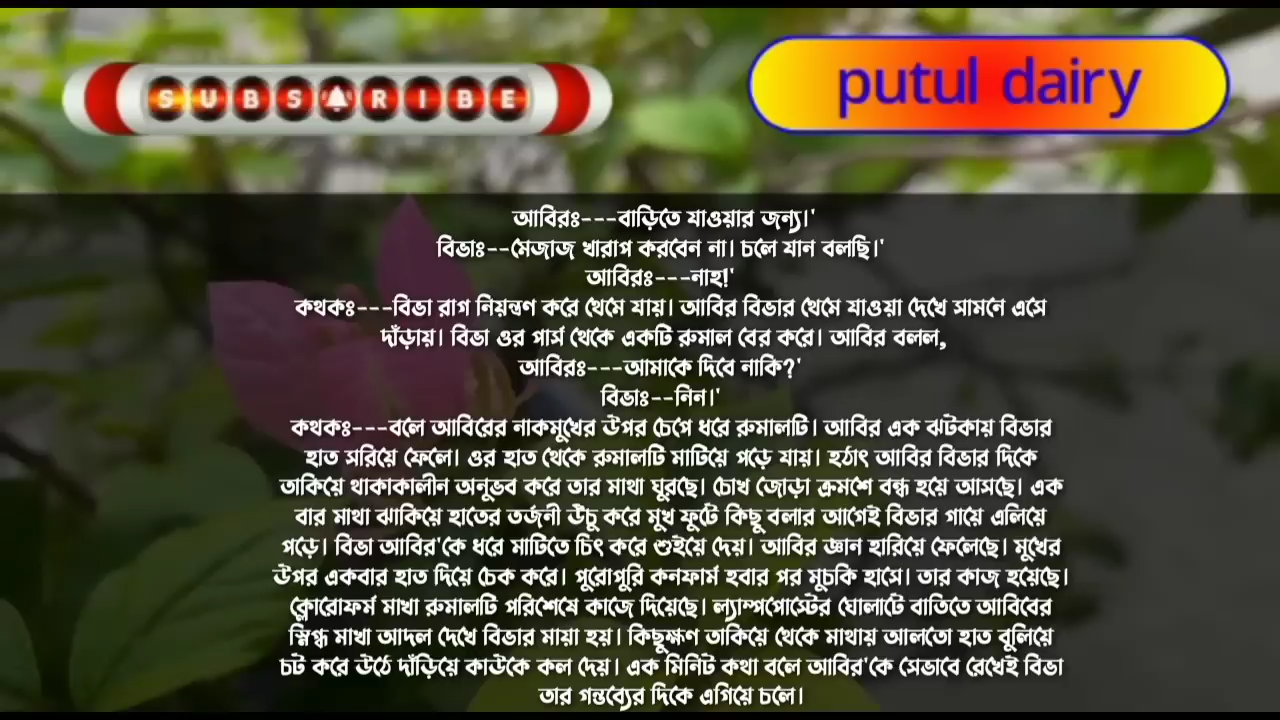 SUBSCRIBE
putul dairy
আবিরঃ---বাড়িতে যাওয়ার জন্য।'
বিভাঃ--মেজাজ খারাপ করবেন না। চলে যান বলছি।'
আবিরঃ---নাহ!'
কথকঃ---বিভা রাগ নিয়ন্ত্রণ করে থেমে যায়। আবির বিভার থেমে যাওয়া দেখে সামনে এসে
দাঁড়ায়। বিভা ওর পার্স থেকে একটি রুমাল বের করে। আবির বলল,
আবিরঃ---আমাকে দিবে নাকি?'
বিভাঃ--নিন।'
কথকঃ---বলে আবিরের নাকমুখের উপর চেপে ধরে রুমালটি। আবির এক ঝটকায় বিভার
হাত সরিয়ে ফেলে। ওর হাত থেকে রুমালটি মাটিয়ে পড়ে যায়। হঠাৎ আবির বিভার দিকে
তাকিয়ে থাকাকালীন অনুভব করে তার মাথা ঘুরছে। চোখ জোড়া ক্রমশে বন্ধ হয়ে আসছে। এক
বার মাথা ঝাকিয়ে হাতের তর্জনী উঁচু করে মুখ ফুটে কিছু বলার আগেই বিভার গায়ে এলিয়ে
পড়ে। বিভা আবির'কে ধরে মাটিতে চিৎ করে শুইয়ে দেয়। আবির জ্ঞান হারিয়ে ফেলেছে। মুখের
উপর একবার হাত দিয়ে চেক করে। পুরোপুরি কনফার্ম হবার পর মুচকি হাসে। তার কাজ হয়েছে।
ক্লোরোফর্ম মাখা রুমালটি পরিশেষে কাজে দিয়েছে। ল্যাম্পপোস্টের ঘোলাটে বাতিতে আবিবের
স্নিগ্ধ মাখা আদল দেখে বিভার মায়া হয়। কিছুক্ষণ তাকিয়ে থেকে মাথায় আলতো হাত বুলিয়ে
চট করে উঠে দাঁড়িয়ে কাউকে কল দেয়। এক মিনিট কথা বলে আবির'কে সেভাবে রেখেই বিভা
তার গন্তব্যের দিকে এগিয়ে চলে।